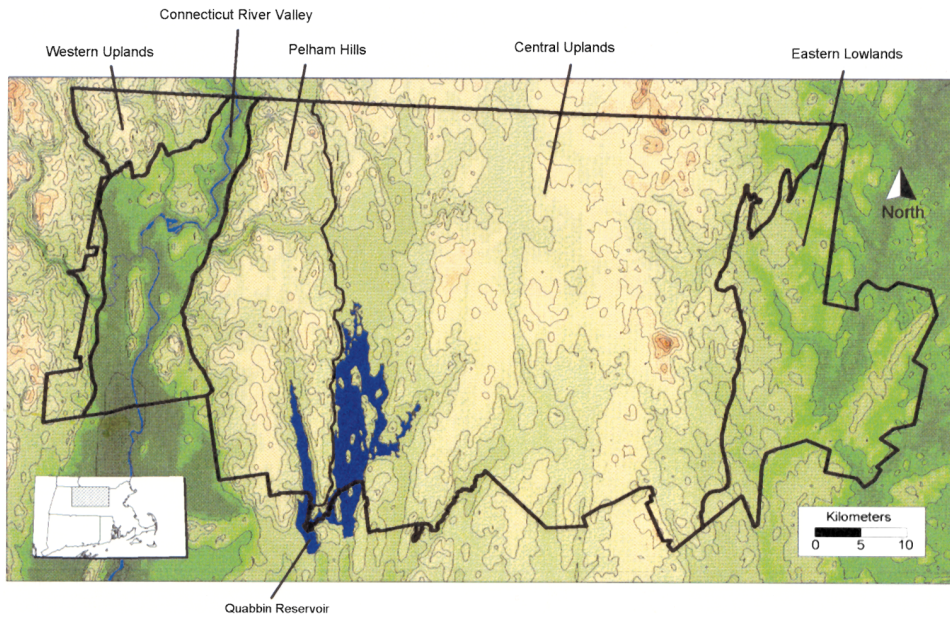 Connecticut River Valley
Western Uplands
Pelham Hills
Central Uplands
Eastern Lowlands
North
Kilometers
0 5 10
Quabbin Reservoir